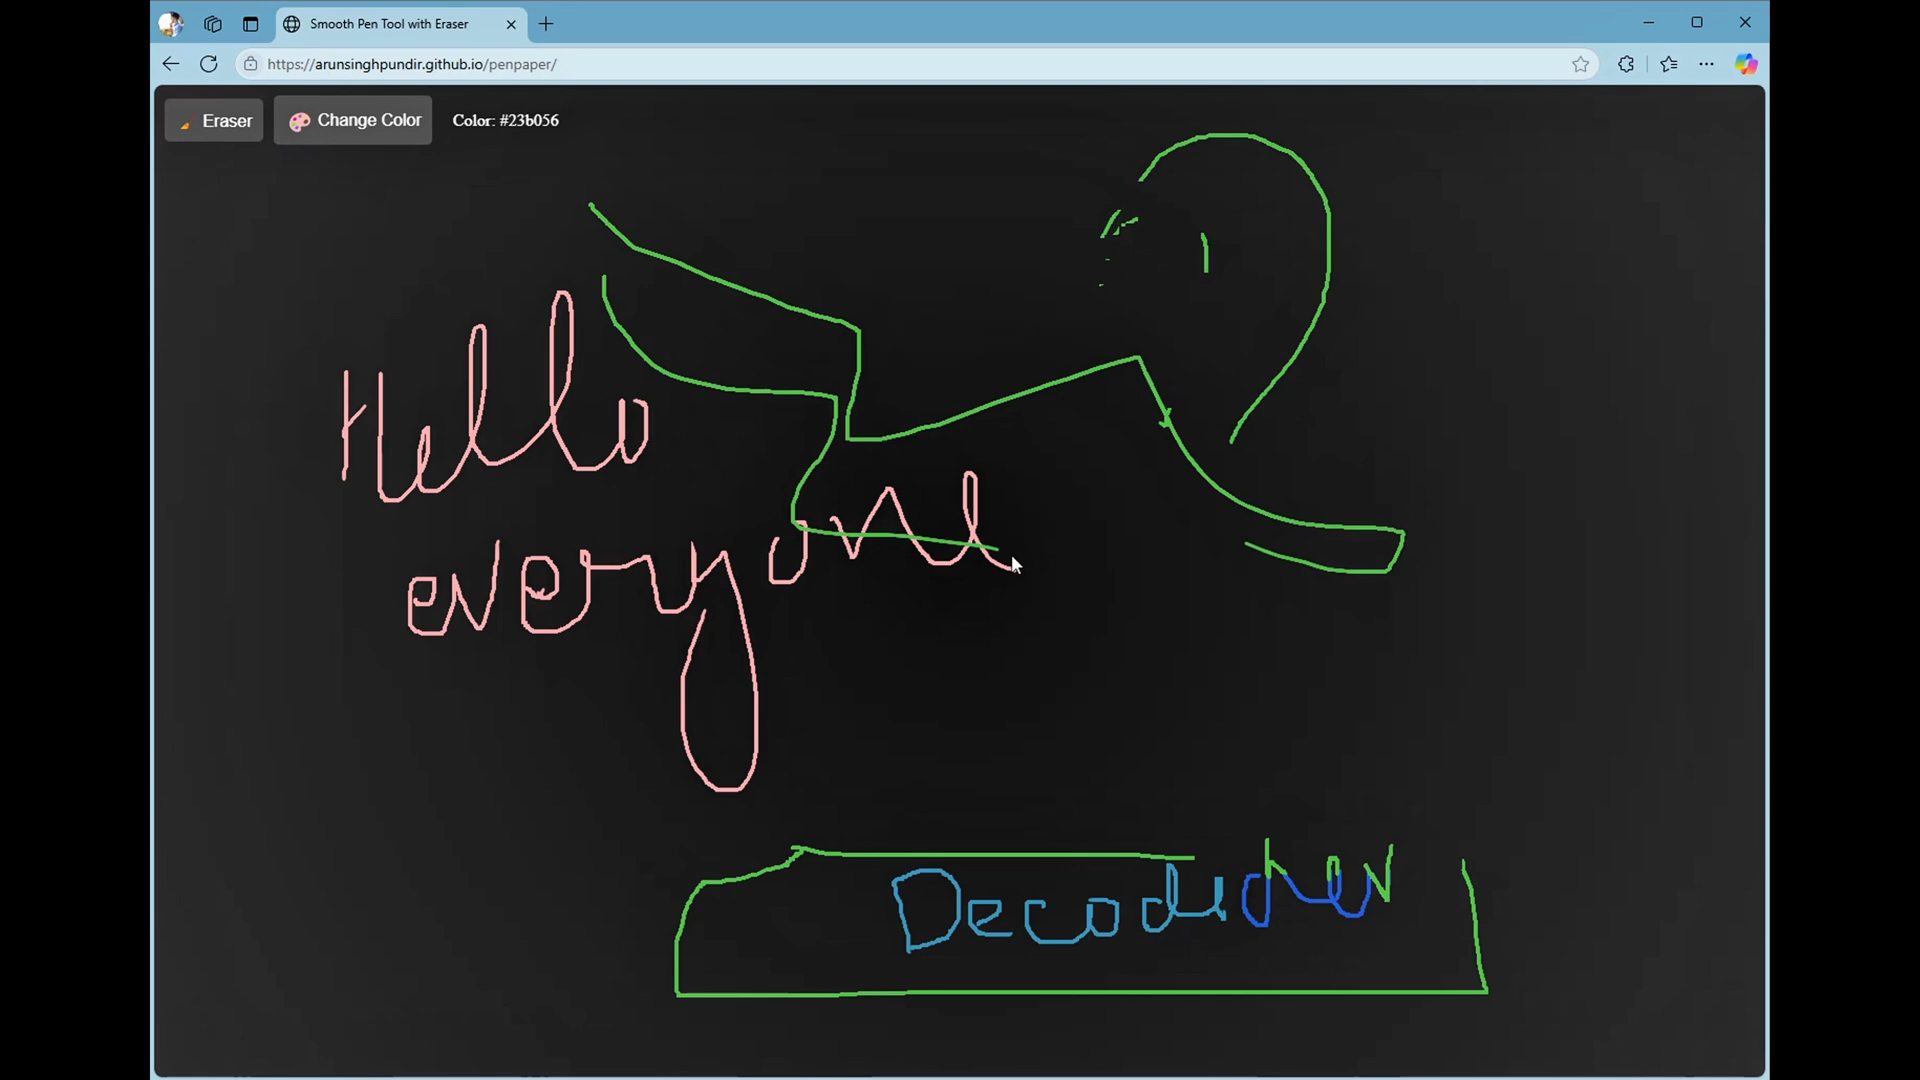 Smooth Pen Tool with Eraser
https://arunsinghpundir.github.io/penpaper/
Eraser Change Color Color: #23b056
Hello
everyone